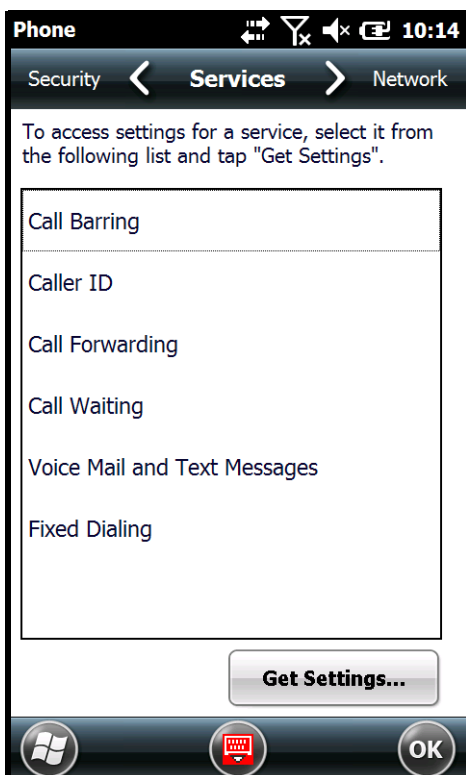 Phone 10:14
Security Services Network
To access settings for a service, select it from
the following list and tap "Get Settings".
Call Barring
Caller ID
Call Forwarding
Call Waiting
Voice Mail and Text Messages
Fixed Dialing
Get Settings...
OK